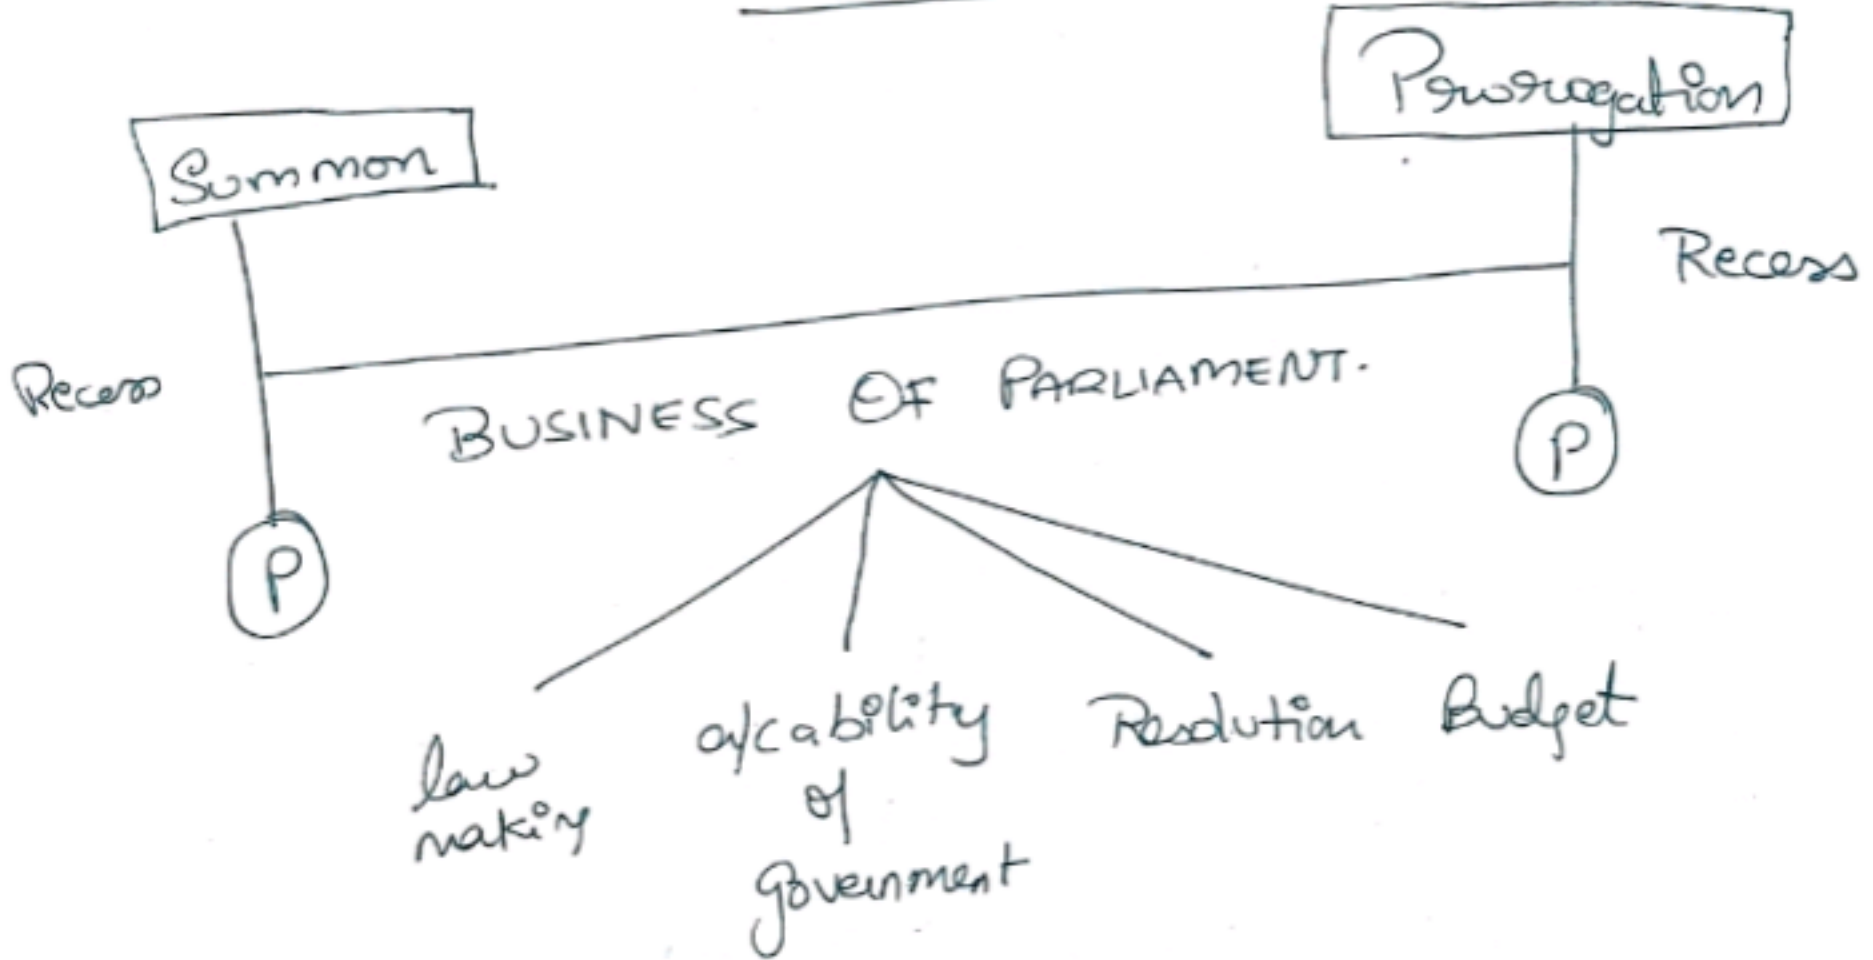 Prorogation
Summon
Recess
Recess
BUSINESS OF PARLIAMENT.
P
P
law
making
a/cability
of
government
Resolution
Budget